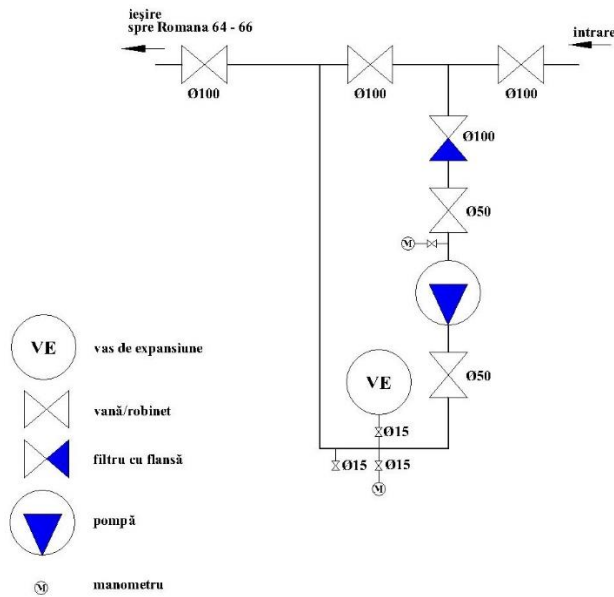 ieşire
spre Romana 64 - 66
intrare
Ø100
Ø100
Ø100
Ø100
Ø50
M
Ø50
VE
Ø15
Ø15
Ø15
M
VE
vas de expansiune
vană/robinet
filtru cu flansă
pompă
M
manometru